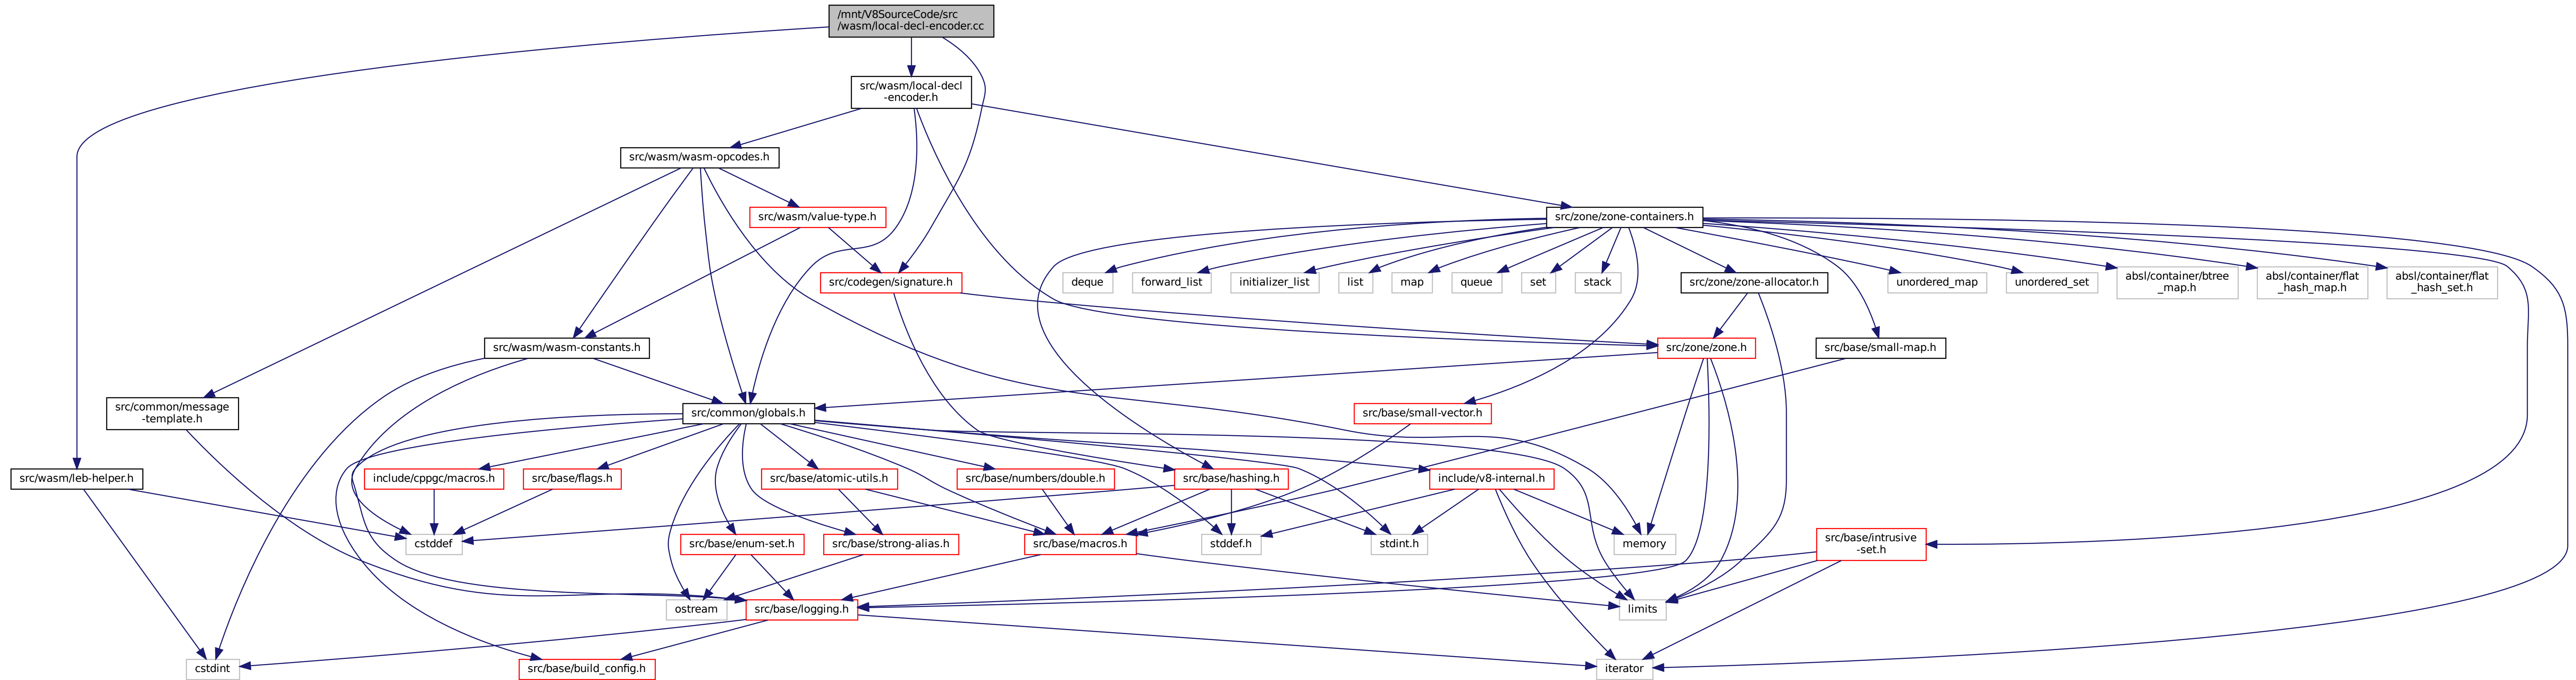 /mnt/V8SourceCode/src
/wasm/local-decl-encoder.cc
src/wasm/local-decl
-encoder.h
src/wasm/wasm-opcodes.h
src/wasm/value-type.h
src/zone/zone-containers.h
src/codegen/signature.h
deque
forward_list
initializer_list
list
map
queue
set
stack
src/zone/zone-allocator.h
unordered_map
unordered_set
absl/container/btree
_map.h
absl/container/flat
_hash_map.h
absl/container/flat
_hash_set.h
src/wasm/wasm-constants.h
src/zone/zone.h
src/base/small-map.h
src/common/message
-template.h
src/common/globals.h
src/base/small-vector.h
src/wasm/leb-helper.h
include/cppgc/macros.h
src/base/flags.h
src/base/atomic-utils.h
src/base/numbers/double.h
src/base/hashing.h
include/v8-internal.h
cstddef
src/base/enum-set.h
src/base/strong-alias.h
src/base/macros.h
stddef.h
stdint.h
memory
src/base/intrusive
-set.h
ostream
src/base/logging.h
limits
cstdint
src/base/build_config.h
iterator